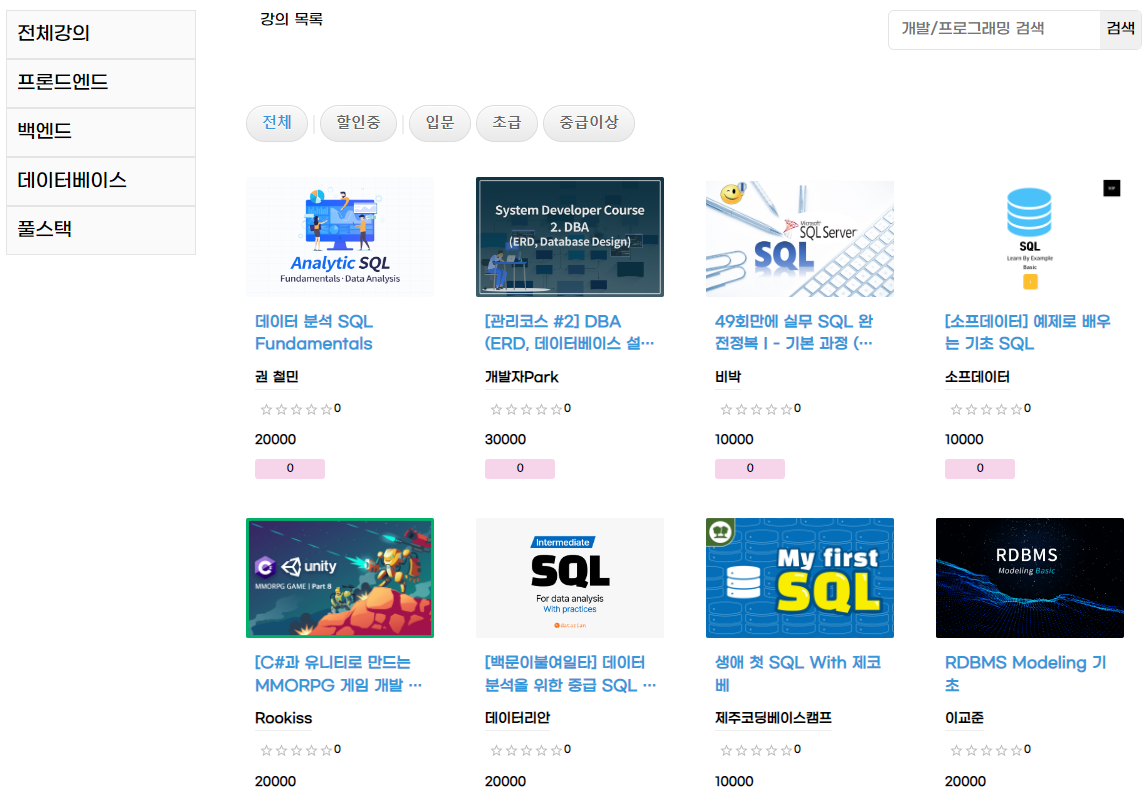 전체강의
프론드엔드
백엔드
데이터베이스
풀스택
강의 목록
개발/프로그래밍 검색
검색
전체
할인중
입문
초급
중급이상
Analytic SQL
Fundamentals · Data Analysis
데이터 분석 SQL
Fundamentals
권 철민
☆☆☆☆☆0
20000
0
System Developer Course
2. DBA
(ERD, Database Design)
[관리코스 #2] DBA
(ERD, 데이터베이스 설…
개발자Park
☆☆☆☆☆0
30000
0
Microsoft
SQL Server
SQL
49회만에 실무 SQL 완
전정복 I - 기본 과정 (…
비박
☆☆☆☆☆0
10000
0
SQL
Learn By Example
Basic
[소프데이터] 예제로 배우
는 기초 SQL
소프데이터
☆☆☆☆☆0
10000
0
C# unity
MMORPG GAME | Part 8
[C#과 유니티로 만드는
MMORPG 게임 개발 …
Rookiss
☆☆☆☆☆0
20000
Intermediate
SQL
For data analysis
With practices
datarian
[백문이불여일타] 데이터
분석을 위한 중급 SQL …
데이터리안
☆☆☆☆☆0
20000
My first
SQL
생애 첫 SQL With 제코
베
제주코딩베이스캠프
☆☆☆☆☆0
10000
RDBMS
Modeling Basic
RDBMS Modeling 기
초
이교준
☆☆☆☆☆0
20000